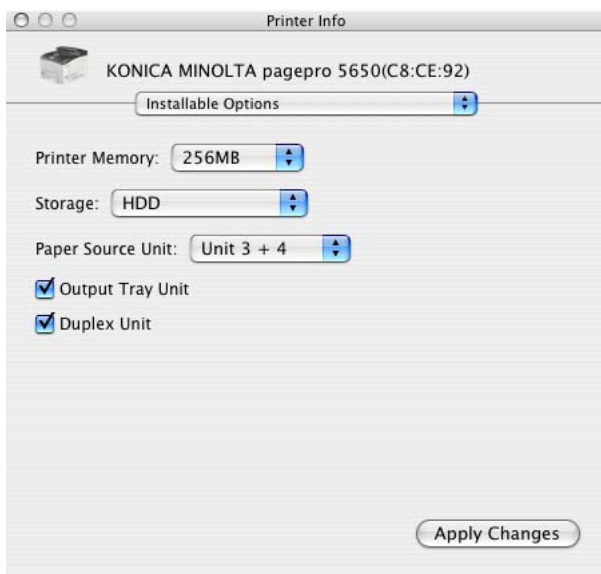 Printer Info
KONICA MINOLTA pagepro 5650(C8:CE:92)
Installable Options
Printer Memory: 256MB
Storage: HDD
Paper Source Unit: Unit 3 + 4
Output Tray Unit
Duplex Unit
Apply Changes